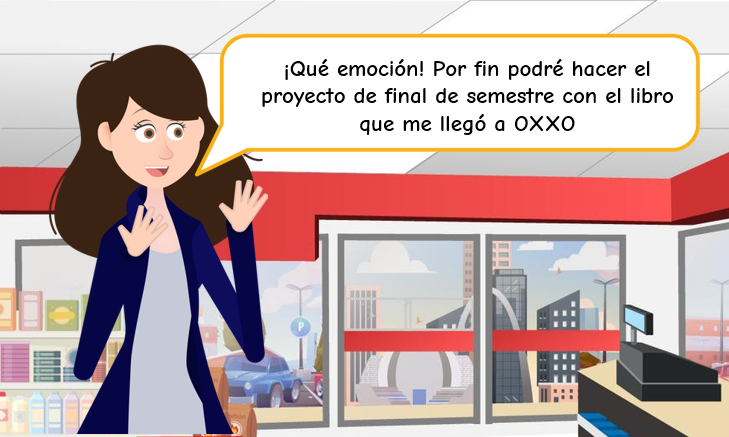 ¡Qué emoción! Por fin podré hacer el
proyecto de final de semestre con el libro
que me llegó a OXXO
P